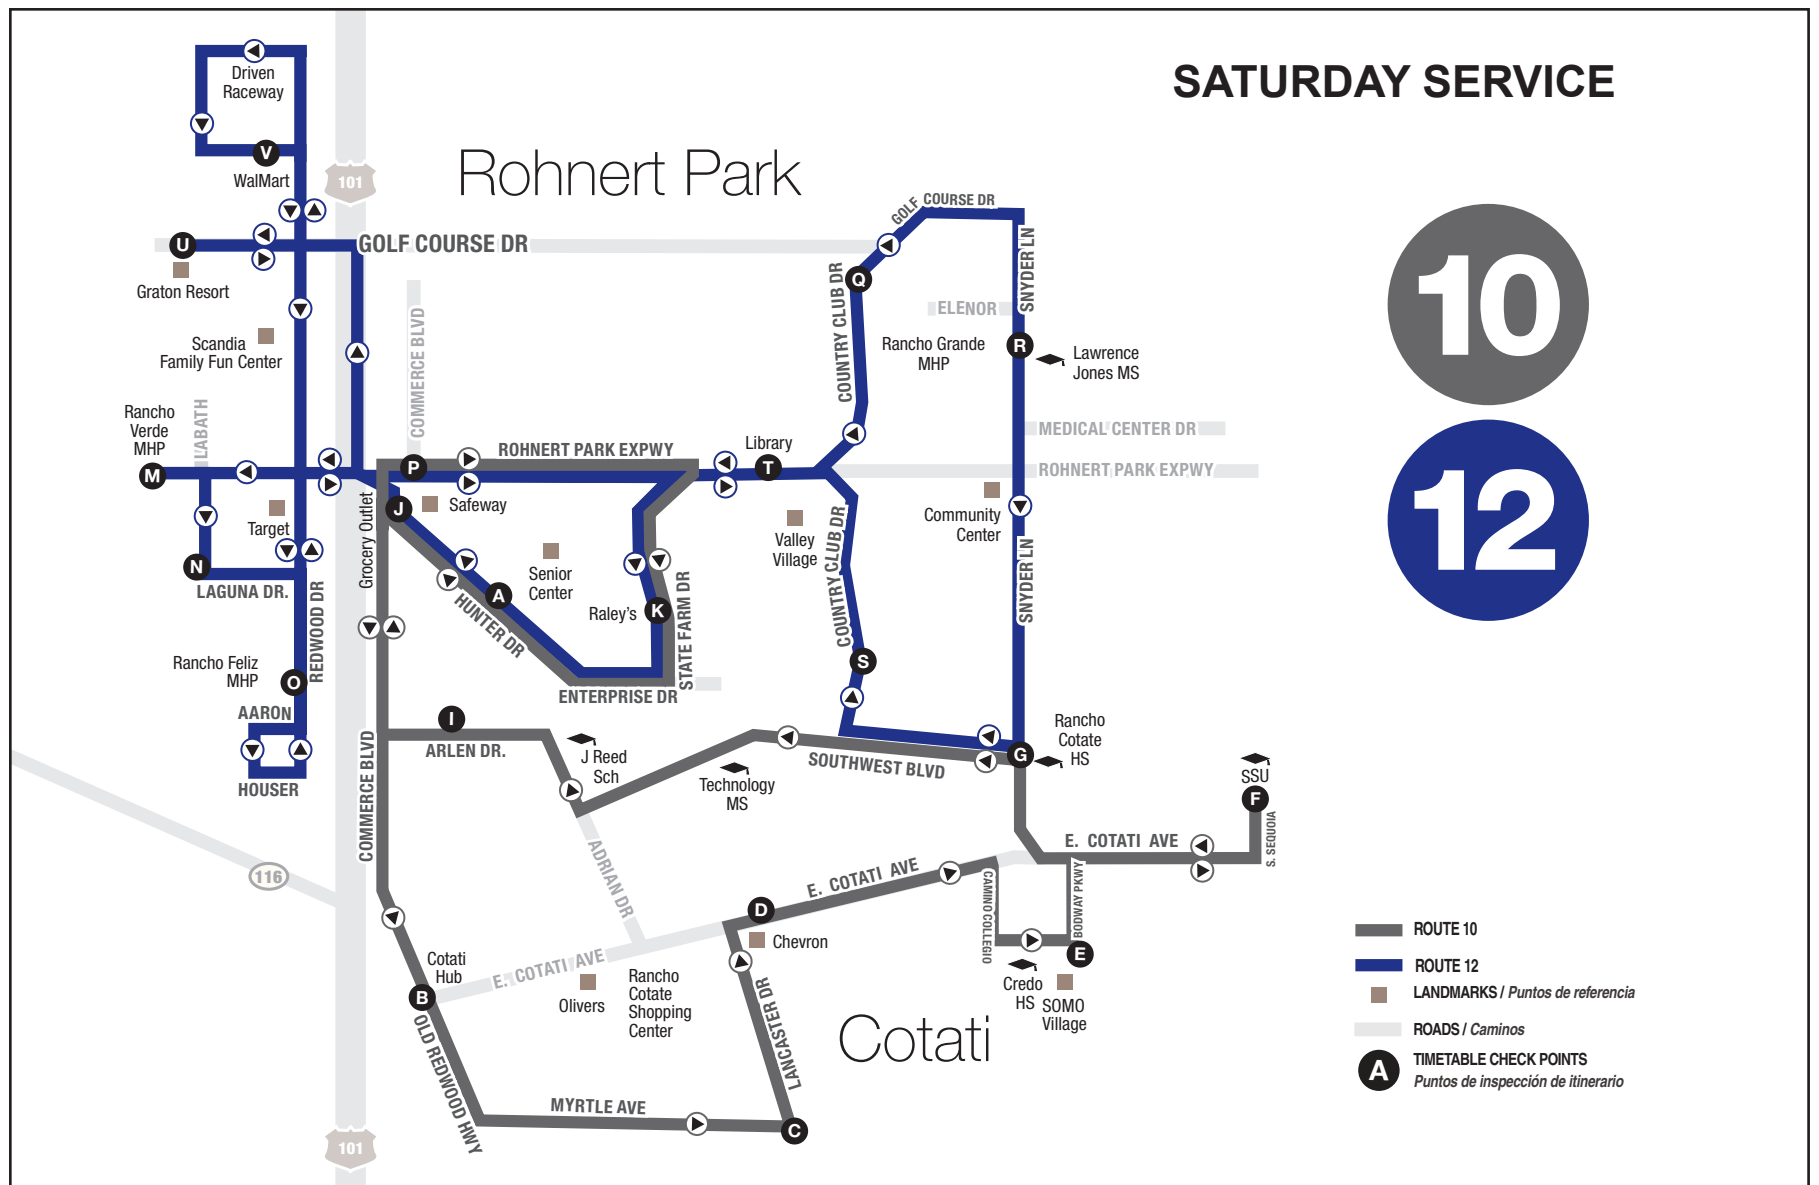 SATURDAY SERVICE
Rohnert Park
Driven
Raceway
V
WalMart
101
GOLF COURSE DR
U
GOLF COURSE DR
Graton Resort
Q
COUNTRY CLUB DR
SNYDER LN
ELENOR
COMMERCE BLVD
Scandia
Family Fun Center
Rancho Grande
MHP
R
Lawrence
Jones MS
10
Rancho
Verde
MHP
LABATH
MEDICAL CENTER DR
ROHNERT PARK EXPWY
Library
M
P
T
ROHNERT PARK EXPWY
12
Target
Grocery Outlet
J
Safeway
Valley
Village
COUNTRY CLUB DR
Community
Center
SNYDER LN
N
LAGUNA DR.
REDWOOD DR
Senior
Center
A
HUNTER DR
Raley's
K
STATE FARM DR
ENTERPRISE DR
S
Rancho Feliz
MHP
O
AARON
HOUSER
I
ARLEN DR.
COMMERCE BLVD
J Reed
Sch
Technology
MS
SOUTHWEST BLVD
G
Rancho
Cotate
HS
SSU
F
S. SEQUOIA
E. COTATI AVE
116
ADRIAN DR
E. COTATI AVE
CAMINO COLLEGIO
BODWAY PKWY
D
Chevron
E
Cotati
Hub
B
E. COTATI AVE
Olivers
Rancho
Cotate
Shopping
Center
LANCASTER DR
Credo
HS
SOMO
Village
Cotati
OLD REDWOOD HWY
MYRTLE AVE
C
101
ROUTE 10
ROUTE 12
LANDMARKS / Puntos de referencia
ROADS / Caminos
A
TIMETABLE CHECK POINTS
Puntos de inspección de itinerario